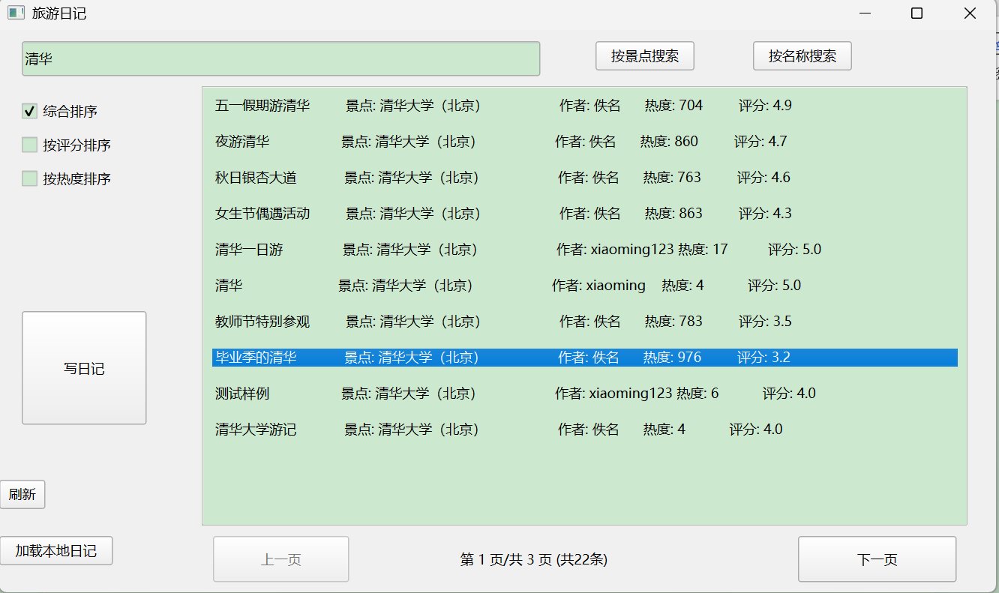 旅游日记
清华
按景点搜索
按名称搜索
综合排序
按评分排序
按热度排序
五一假期游清华 景点: 清华大学（北京） 作者: 佚名 热度: 704 评分: 4.9
夜游清华 景点: 清华大学（北京） 作者: 佚名 热度: 860 评分: 4.7
秋日银杏大道 景点: 清华大学（北京） 作者: 佚名 热度: 763 评分: 4.6
女生节偶遇活动 景点: 清华大学（北京） 作者: 佚名 热度: 863 评分: 4.3
清华一日游 景点: 清华大学（北京） 作者: xiaoming123 热度: 17 评分: 5.0
清华 景点: 清华大学（北京） 作者: xiaoming 热度: 4 评分: 5.0
教师节特别参观 景点: 清华大学（北京） 作者: 佚名 热度: 783 评分: 3.5
毕业季的清华 景点: 清华大学（北京） 作者: 佚名 热度: 976 评分: 3.2
测试样例 景点: 清华大学（北京） 作者: xiaoming123 热度: 6 评分: 4.0
清华大学游记 景点: 清华大学（北京） 作者: 佚名 热度: 4 评分: 4.0
写日记
刷新
加载本地日记
上一页
第 1 页/共 3 页 (共22条)
下一页